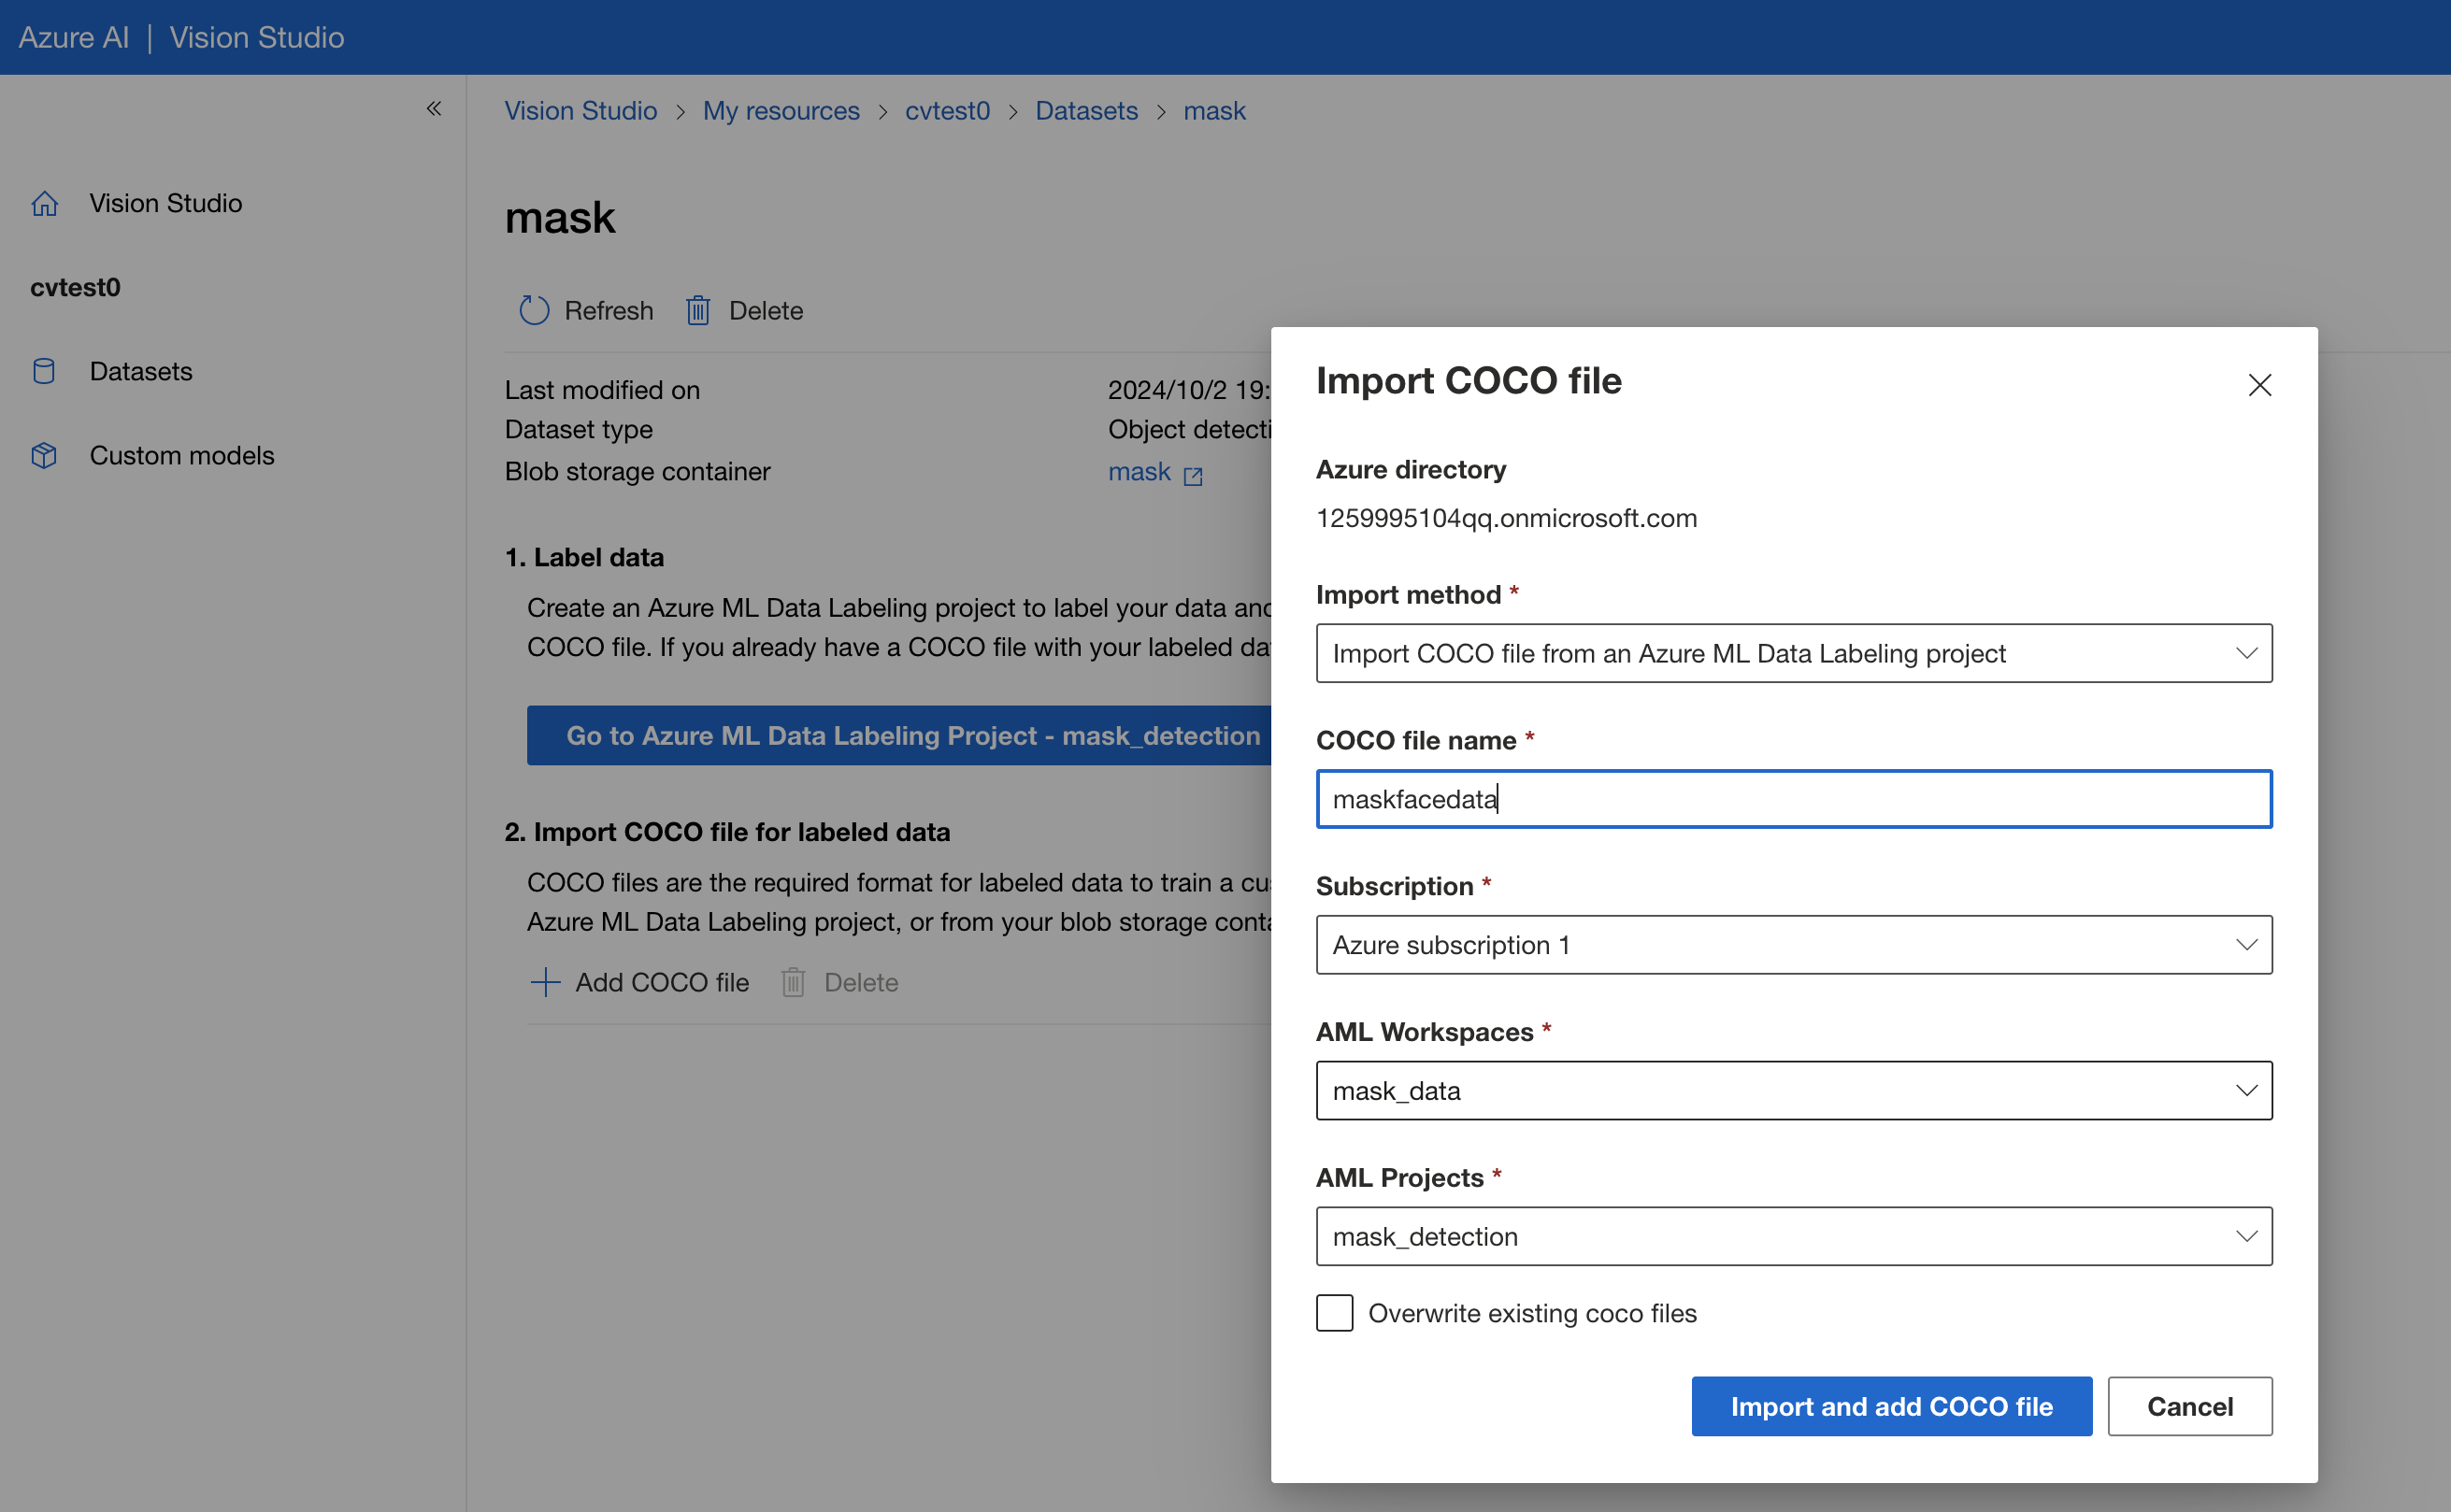 Azure AI | Vision Studio
Vision Studio
cvtest0
Datasets
Custom models
Vision Studio > My resources > cvtest0 > Datasets > mask
mask
Refresh Delete
Last modified on 2024/10/2 19:
Dataset type Object detecti
Blob storage container mask
1. Label data
Create an Azure ML Data Labeling project to label your data and
COCO file. If you already have a COCO file with your labeled da
Go to Azure ML Data Labeling Project - mask_detection
2. Import COCO file for labeled data
COCO files are the required format for labeled data to train a cu
Azure ML Data Labeling project, or from your blob storage conta
Add COCO file Delete
Import COCO file
Azure directory
1259995104qq.onmicrosoft.com
Import method *
Import COCO file from an Azure ML Data Labeling project
COCO file name *
maskfacedata
Subscription *
Azure subscription 1
AML Workspaces *
mask_data
AML Projects *
mask_detection
Overwrite existing coco files
Import and add COCO file Cancel